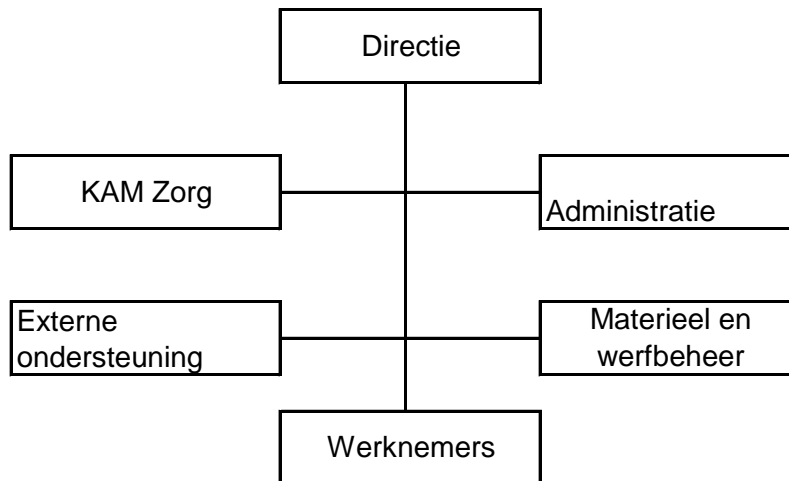 Directie
KAM Zorg
Administratie
Externe
ondersteuning
Materieel en
werfbeheer
Werknemers